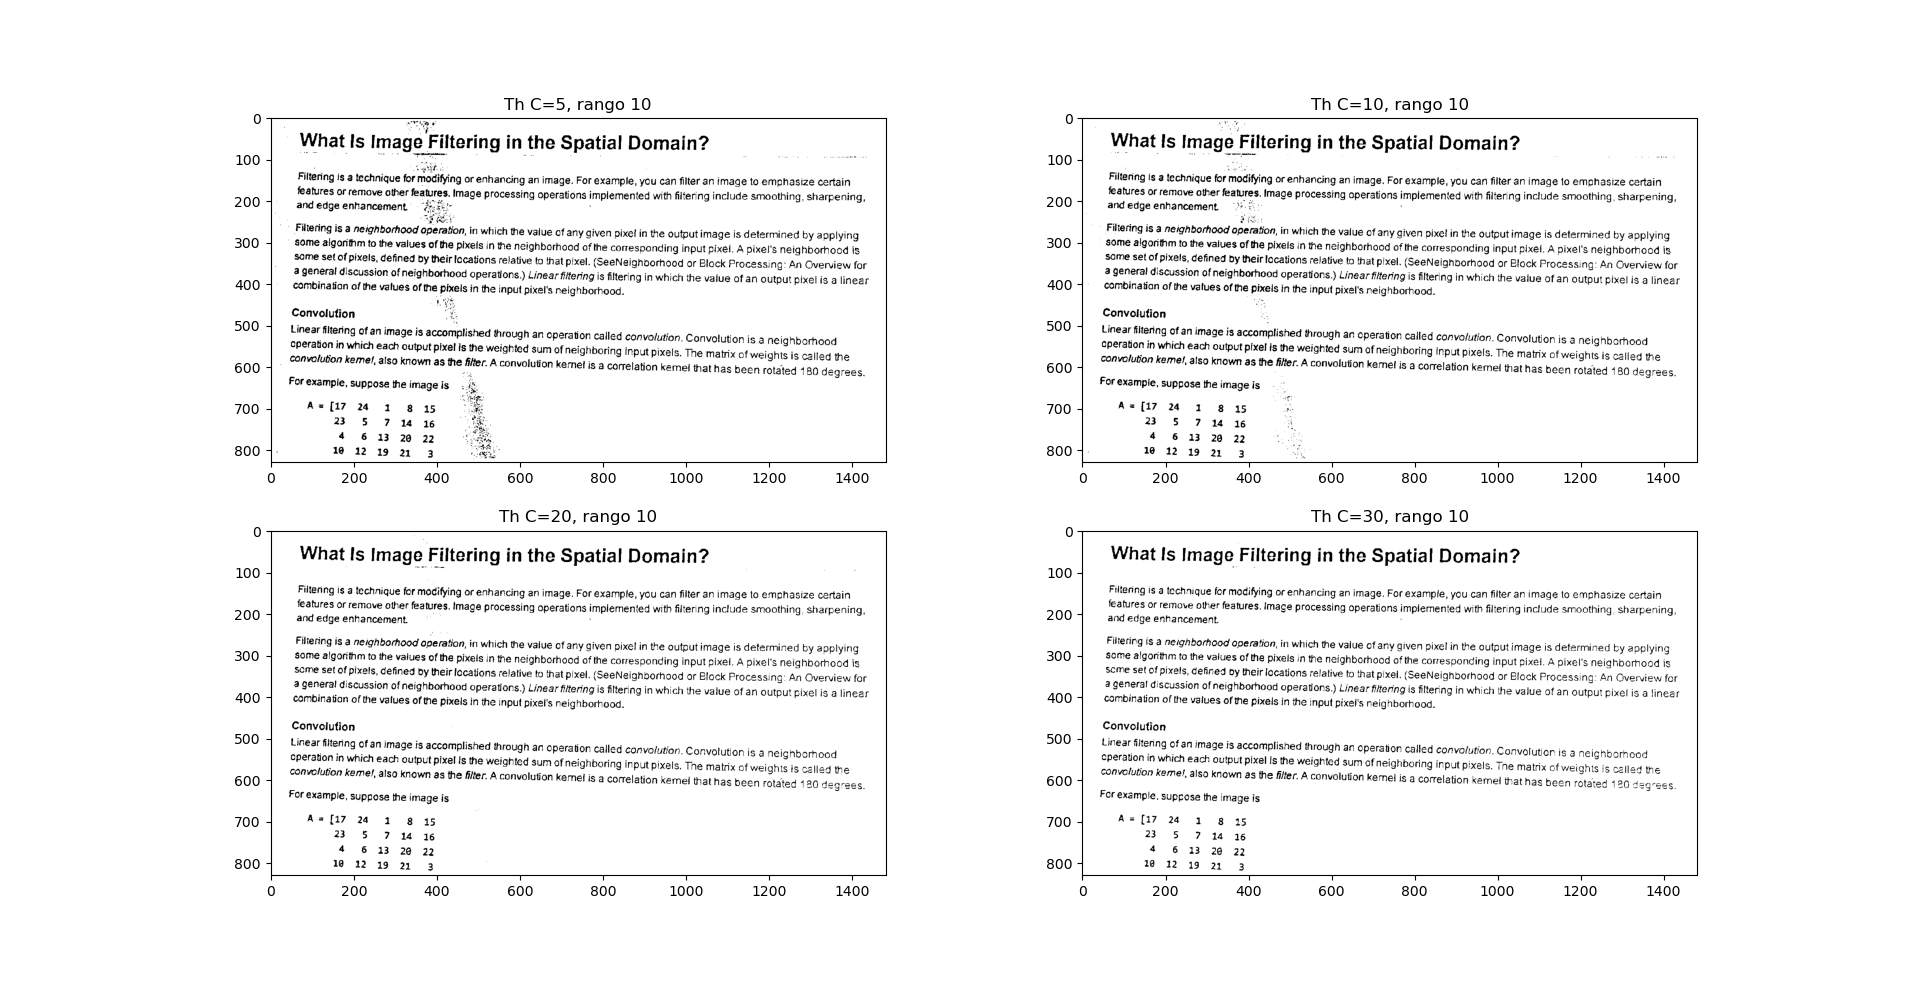 Th C=5, rango 10
0
100
200
300
400
500
600
700
800
What Is Image Filtering in the Spatial Domain?
Filtering is a technique for modifying or enhancing an image. For example, you can filter an image to emphasize certain
features or remove other features. Image processing operations implemented with filtering include smoothing, sharpening,
and edge enhancement.
Filtering is a neighborhood operation, in which the value of any given pixel in the output image is determined by applying
some algorithm to the values of the pixels in the neighborhood of the corresponding input pixel. A pixel's neighborhood is
some set of pixels, defined by their locations relative to that pixel. (SeeNeighborhood or Block Processing: An Overview for
a general discussion of neighborhood operations.) Linear filtering is filtering in which the value of an output pixel is a linear
combination of the values of the pixels in the input pixel's neighborhood.
Convolution
Linear filtering of an image is accomplished through an operation called convolution. Convolution is a neighborhood
operation in which each output pixel is the weighted sum of neighboring input pixels. The matrix of weights is called the
convolution kernel, also known as the filter. A convolution kernel is a correlation kernel that has been rotated 180 degrees.
For example, suppose the image is
A = [17 24 1 8 15
23 5 7 14 16
4 6 13 20 22
10 12 19 21 3
0 200 400 600 800 1000 1200 1400
Th C=10, rango 10
0
100
200
300
400
500
600
700
800
What Is Image Filtering in the Spatial Domain?
Filtering is a technique for modifying or enhancing an image. For example, you can filter an image to emphasize certain
features or remove other features. Image processing operations implemented with filtering include smoothing, sharpening,
and edge enhancement.
Filtering is a neighborhood operation, in which the value of any given pixel in the output image is determined by applying
some algorithm to the values of the pixels in the neighborhood of the corresponding input pixel. A pixel's neighborhood is
some set of pixels, defined by their locations relative to that pixel. (SeeNeighborhood or Block Processing: An Overview for
a general discussion of neighborhood operations.) Linear filtering is filtering in which the value of an output pixel is a linear
combination of the values of the pixels in the input pixel's neighborhood.
Convolution
Linear filtering of an image is accomplished through an operation called convolution. Convolution is a neighborhood
operation in which each output pixel is the weighted sum of neighboring input pixels. The matrix of weights is called the
convolution kernel, also known as the filter. A convolution kernel is a correlation kernel that has been rotated 180 degrees.
For example, suppose the image is
A = [17 24 1 8 15
23 5 7 14 16
4 6 13 20 22
10 12 19 21 3
0 200 400 600 800 1000 1200 1400
Th C=20, rango 10
0
100
200
300
400
500
600
700
800
What Is Image Filtering in the Spatial Domain?
Filtering is a technique for modifying or enhancing an image. For example, you can filter an image to emphasize certain
features or remove other features. Image processing operations implemented with filtering include smoothing, sharpening,
and edge enhancement.
Filtering is a neighborhood operation, in which the value of any given pixel in the output image is determined by applying
some algorithm to the values of the pixels in the neighborhood of the corresponding input pixel. A pixel's neighborhood is
some set of pixels, defined by their locations relative to that pixel. (SeeNeighborhood or Block Processing: An Overview for
a general discussion of neighborhood operations.) Linear filtering is filtering in which the value of an output pixel is a linear
combination of the values of the pixels in the input pixel's neighborhood.
Convolution
Linear filtering of an image is accomplished through an operation called convolution. Convolution is a neighborhood
operation in which each output pixel is the weighted sum of neighboring input pixels. The matrix of weights is called the
convolution kernel, also known as the filter. A convolution kernel is a correlation kernel that has been rotated 180 degrees.
For example, suppose the image is
A = [17 24 1 8 15
23 5 7 14 16
4 6 13 20 22
10 12 19 21 3
0 200 400 600 800 1000 1200 1400
Th C=30, rango 10
0
100
200
300
400
500
600
700
800
What Is Image Filtering in the Spatial Domain?
Filtering is a technique for modifying or enhancing an image. For example, you can filter an image to emphasize certain
features or remove other features. Image processing operations implemented with filtering include smoothing, sharpening,
and edge enhancement.
Filtering is a neighborhood operation, in which the value of any given pixel in the output image is determined by applying
some algorithm to the values of the pixels in the neighborhood of the corresponding input pixel. A pixel's neighborhood is
some set of pixels, defined by their locations relative to that pixel. (SeeNeighborhood or Block Processing: An Overview for
a general discussion of neighborhood operations.) Linear filtering is filtering in which the value of an output pixel is a linear
combination of the values of the pixels in the input pixel's neighborhood.
Convolution
Linear filtering of an image is accomplished through an operation called convolution. Convolution is a neighborhood
operation in which each output pixel is the weighted sum of neighboring input pixels. The matrix of weights is called the
convolution kernel, also known as the filter. A convolution kernel is a correlation kernel that has been rotated 180 degrees.
For example, suppose the image is
A = [17 24 1 8 15
23 5 7 14 16
4 6 13 20 22
10 12 19 21 3
0 200 400 600 800 1000 1200 1400